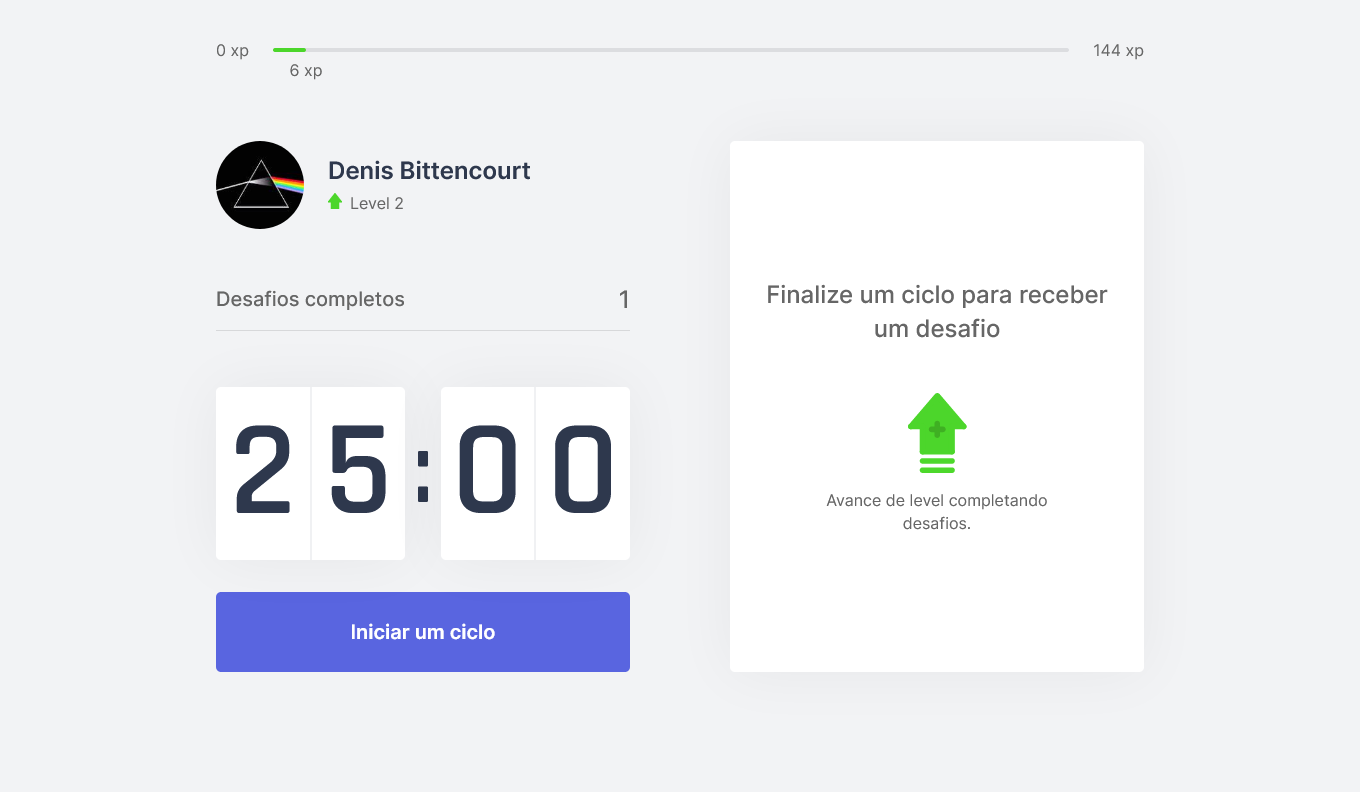 0 xp
144 xp
6 xp
Denis Bittencourt
Level 2
Desafios completos
1
25:00
Iniciar um ciclo
Finalize um ciclo para receber
um desafio
Avance de level completando
desafios.